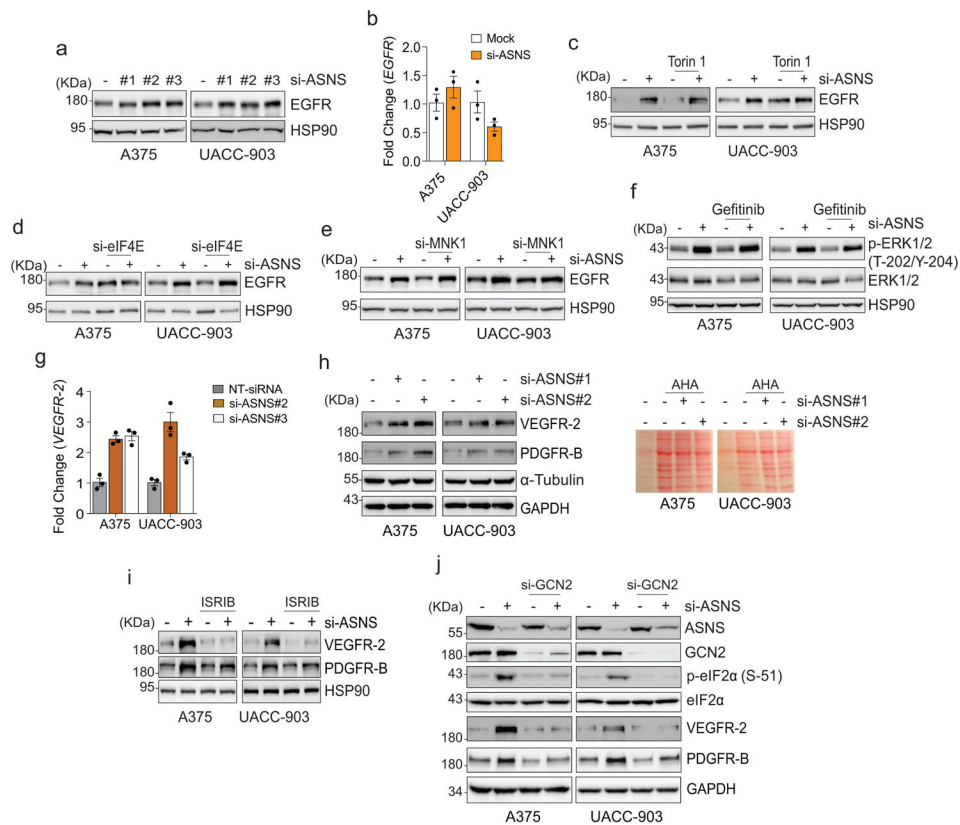 a
- #1 #2 #3 - #1 #2 #3 si-ASNS
(KDa)
180 EGFR
95 HSP90
A375 UACC-903
b
Mock
si-ASNS
Fold Change (EGFR)
2.0
1.5
1.0
0.5
0.0
A375
UACC-903
c
Torin 1 Torin 1
- + - + - + - + si-ASNS
(KDa)
180 EGFR
95 HSP90
A375 UACC-903
d
si-eIF4E si-eIF4E
(KDa) - + - + - + - + si-ASNS
180 EGFR
95 HSP90
A375 UACC-903
e
si-MNK1 si-MNK1
(KDa) - + - + - + - + si-ASNS
180 EGFR
95 HSP90
A375 UACC-903
f
Gefitinib Gefitinib
- + - + - + - + si-ASNS
(KDa)
43 p-ERK1/2
(T-202/Y-204)
43 ERK1/2
95 HSP90
A375 UACC-903
g
NT-siRNA
si-ASNS#2
si-ASNS#3
Fold Change (VEGFR-2)
4
3
2
1
0
A375 UACC-903
h
- + - - + - si-ASNS#1
- - + - - + si-ASNS#2
(KDa)
180 VEGFR-2
180 PDGFR-B
55 α-Tubulin
43 GAPDH
A375 UACC-903
AHA AHA
- - + - - - + - si-ASNS#1
- - - + - - - + si-ASNS#2
A375 UACC-903
i
ISRIB ISRIB
(KDa) - + - + - + - + si-ASNS
180 VEGFR-2
180 PDGFR-B
95 HSP90
A375 UACC-903
j
si-GCN2 si-GCN2
(KDa) - + - + - + - + si-ASNS
55 ASNS
180 GCN2
43 p-eIF2α (S-51)
43 eIF2α
180 VEGFR-2
180 PDGFR-B
34 GAPDH
A375 UACC-903